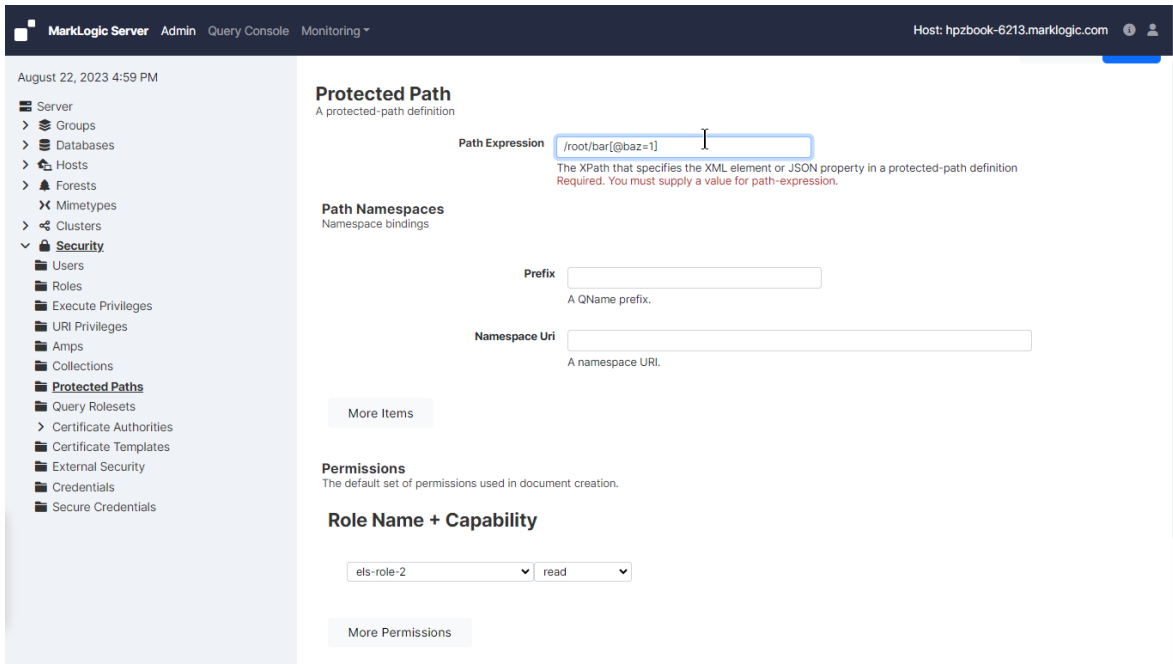 MarkLogic Server Admin Query Console Monitoring Host: hpzbook-6213.marklogic.com
August 22, 2023 4:59 PM
Server
Groups
Databases
Hosts
Forests
Mimetypes
Clusters
Security
Users
Roles
Execute Privileges
URI Privileges
Amps
Collections
Protected Paths
Query Rolesets
Certificate Authorities
Certificate Templates
External Security
Credentials
Secure Credentials
Protected Path
A protected-path definition
Path Expression /root/bar[@baz=1]
The XPath that specifies the XML element or JSON property in a protected-path definition
Required. You must supply a value for path-expression.
Path Namespaces
Namespace bindings
Prefix
A QName prefix.
Namespace Uri
A namespace URI.
More Items
Permissions
The default set of permissions used in document creation.
Role Name + Capability
els-role-2 read
More Permissions